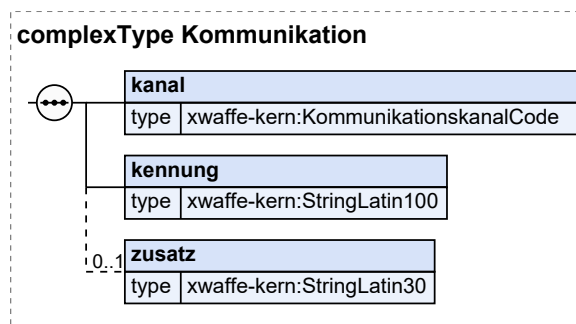 complexType Kommunikation
kanal
type xwaffe-kern:KommunikationskanalCode
kennung
type xwaffe-kern:StringLatin100
0..1 zusatz
type xwaffe-kern:StringLatin30